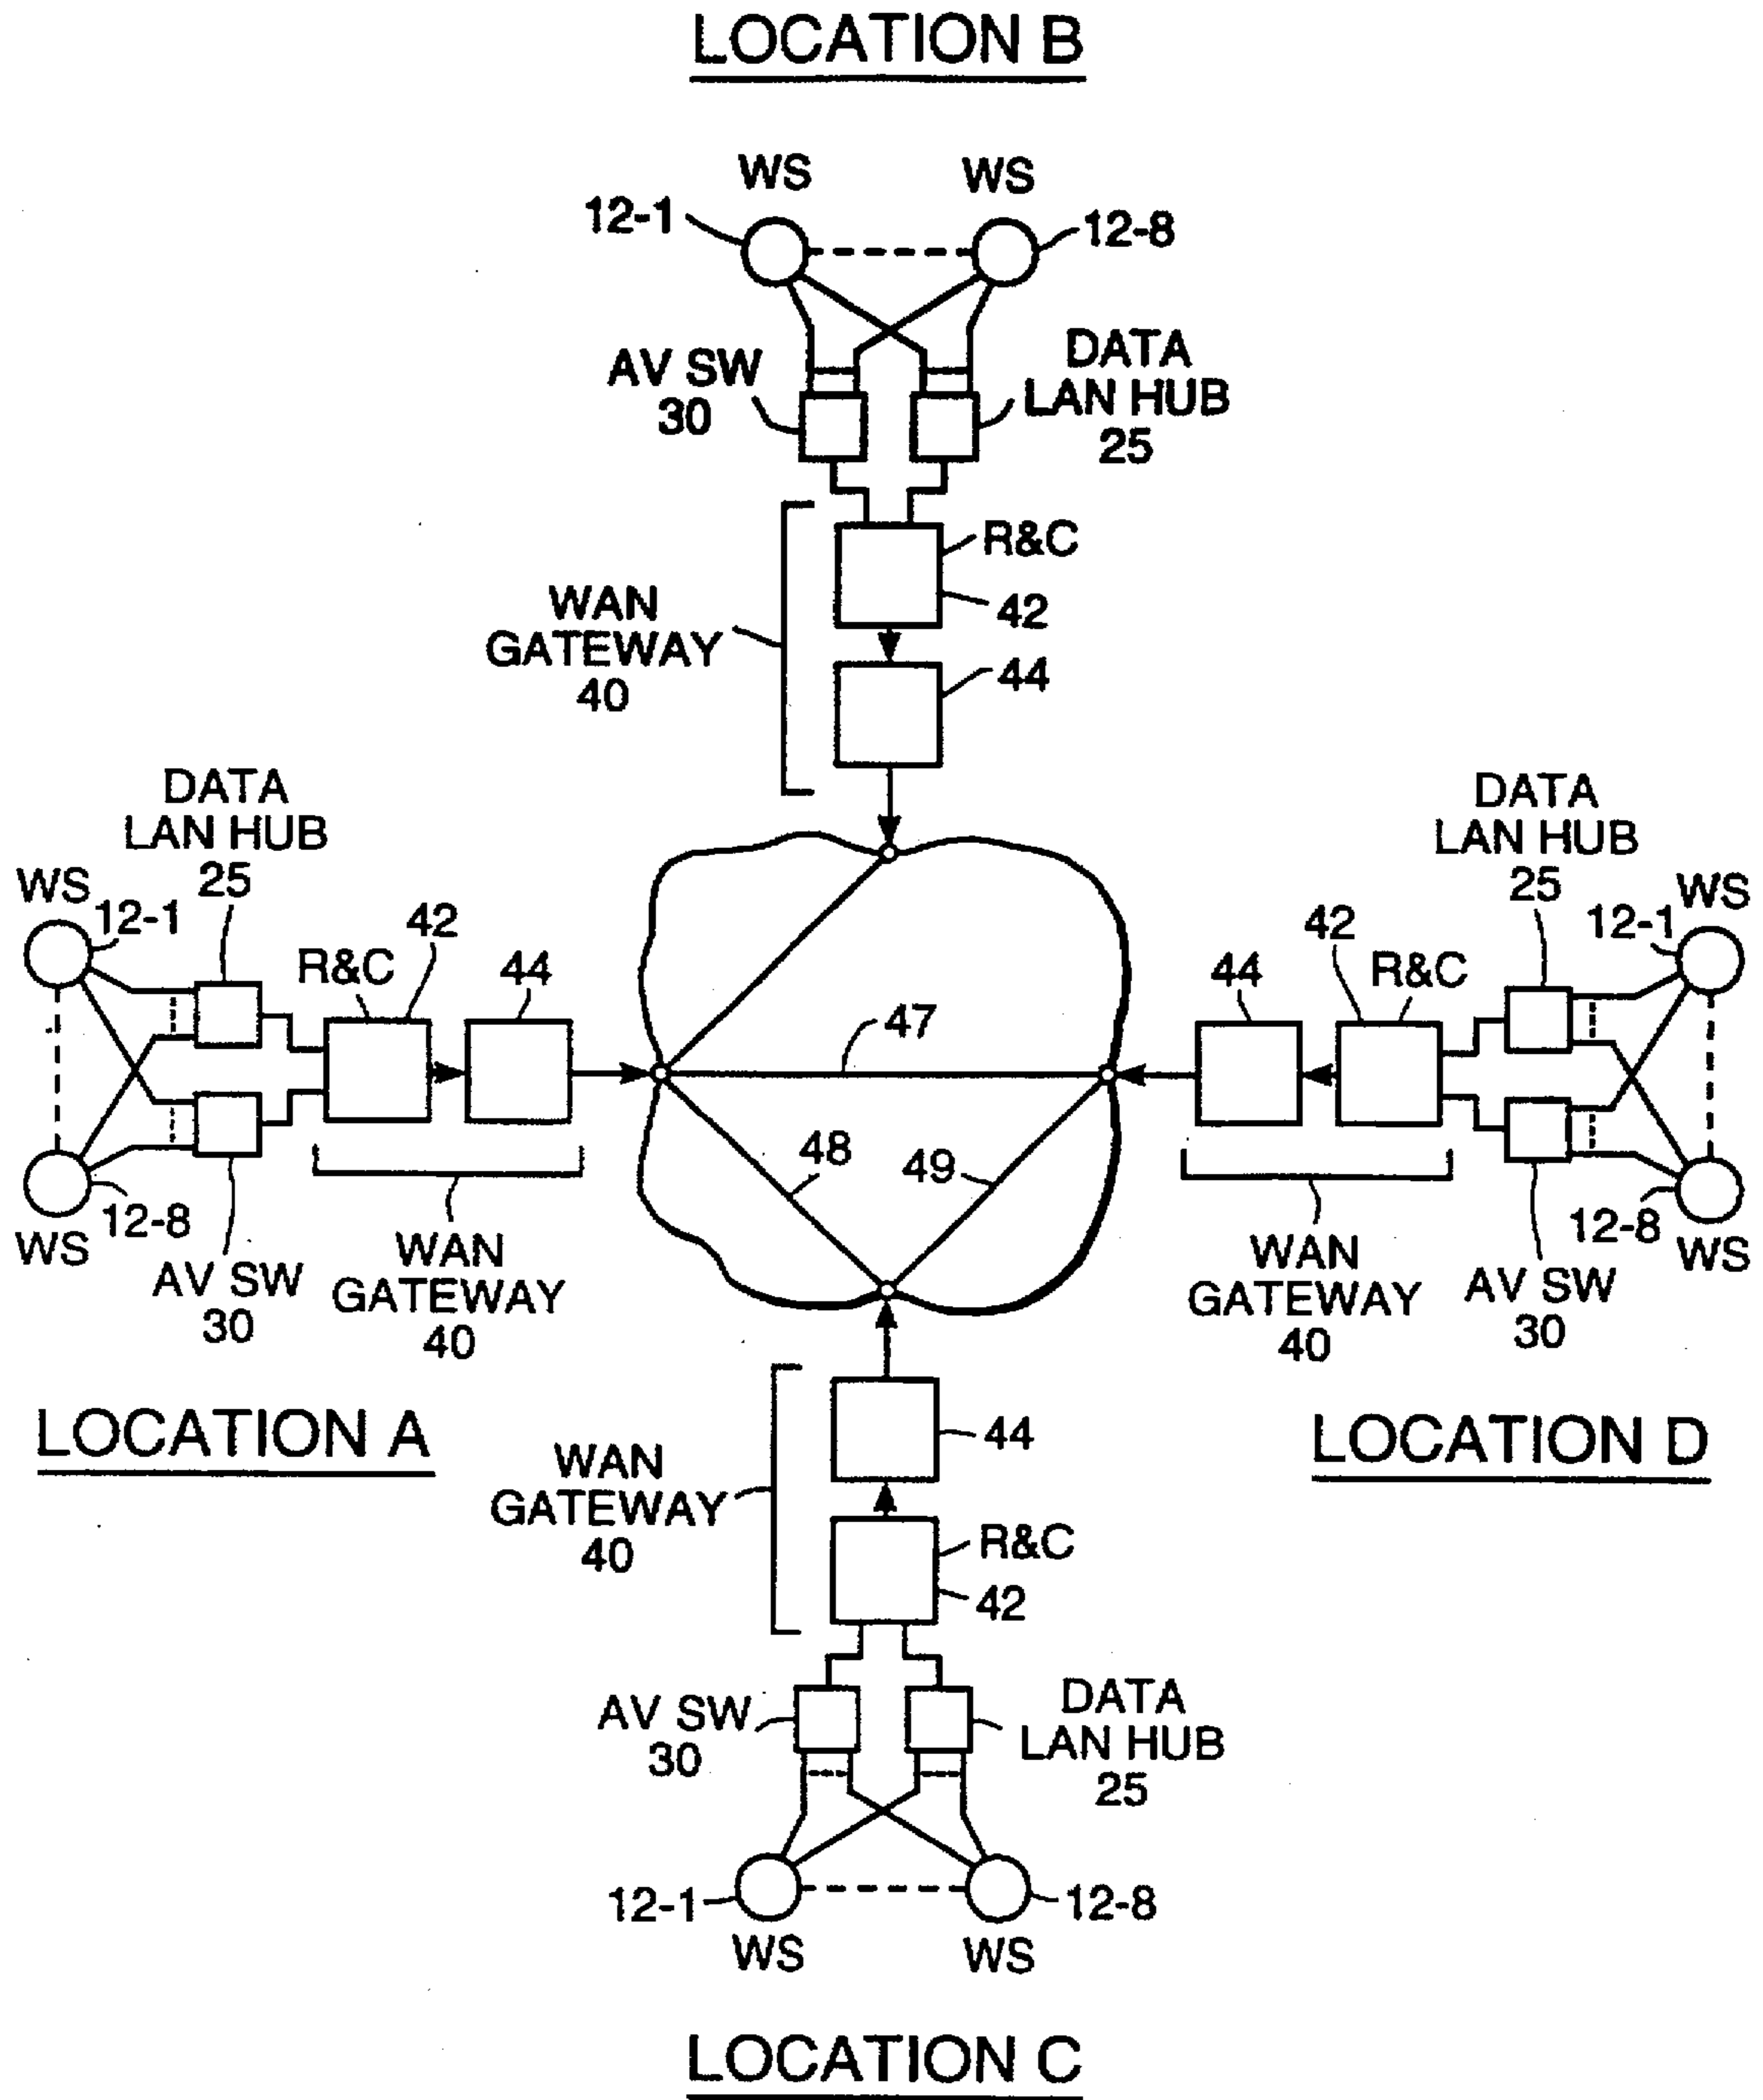 LOCATION B
WS
WS
12-1
12-8
AV SW
30
DATA
LAN HUB
25
R&C
42
WAN
GATEWAY
40
44
DATA
LAN HUB
25
WS
12-1
42
R&C
44
12-8
WS
AV SW
30
WAN
GATEWAY
40
LOCATION A
47
48
49
DATA
LAN HUB
25
WS
12-1
42
R&C
44
12-8
WS
AV SW
30
WAN
GATEWAY
40
LOCATION D
44
WAN
GATEWAY
40
R&C
42
AV SW
30
DATA
LAN HUB
25
12-1
12-8
WS
WS
LOCATION C